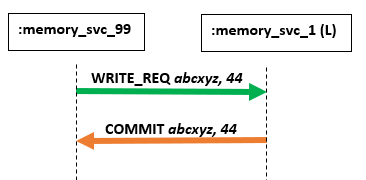 :memory_svc_99
:memory_svc_1 (L)
WRITE_REQ abcxyz, 44
COMMIT abcxyz, 44